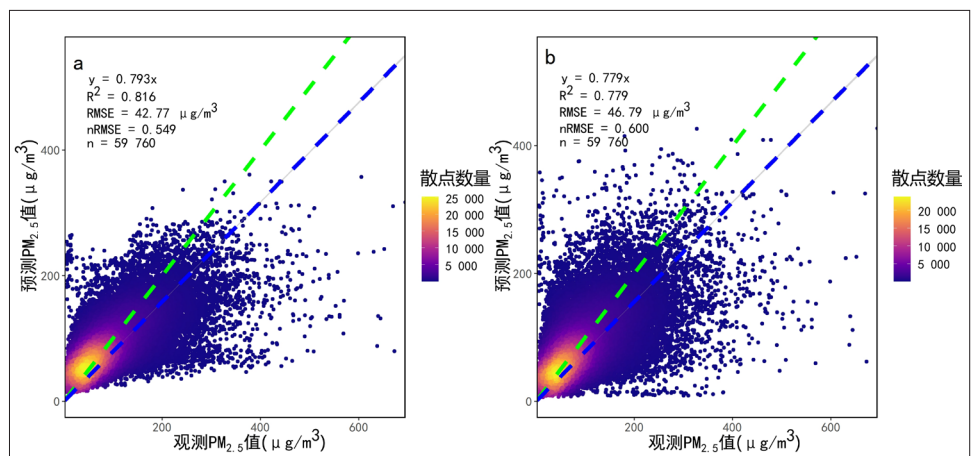 a
y = 0.793x
R2 = 0.816
RMSE = 42.77 μg/m3
nRMSE = 0.549
n = 59 760
400
200
0
预测PM2.5值(μg/m3)
200
400
600
观测PM2.5值(μg/m3)
散点数量
25 000
20 000
15 000
10 000
5 000
b
y = 0.779x
R2 = 0.779
RMSE = 46.79 μg/m3
nRMSE = 0.600
n = 59 760
400
200
0
预测PM2.5值(μg/m3)
200
400
600
观测PM2.5值(μg/m3)
散点数量
20 000
15 000
10 000
5 000